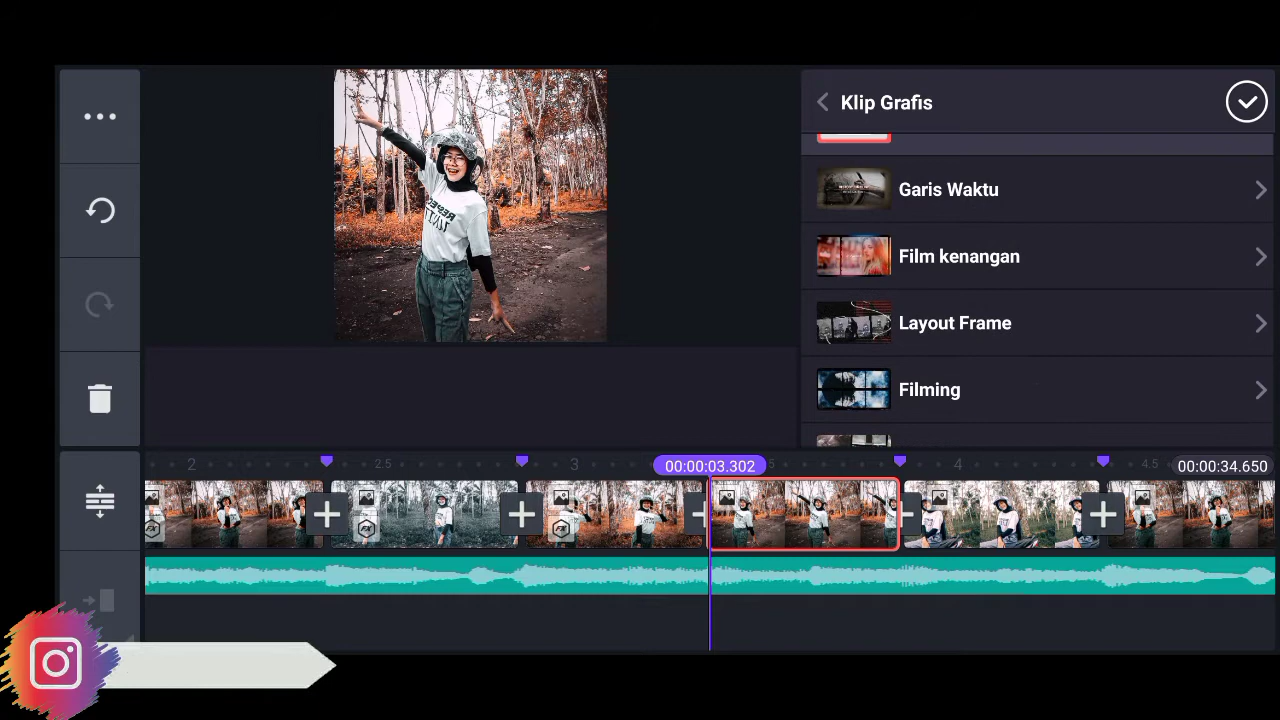 Klip Grafis
Garis Waktu
Film kenangan
Layout Frame
Filming
2
2.5
3
00:00:03.302
5
4
4.5
00:00:34.650